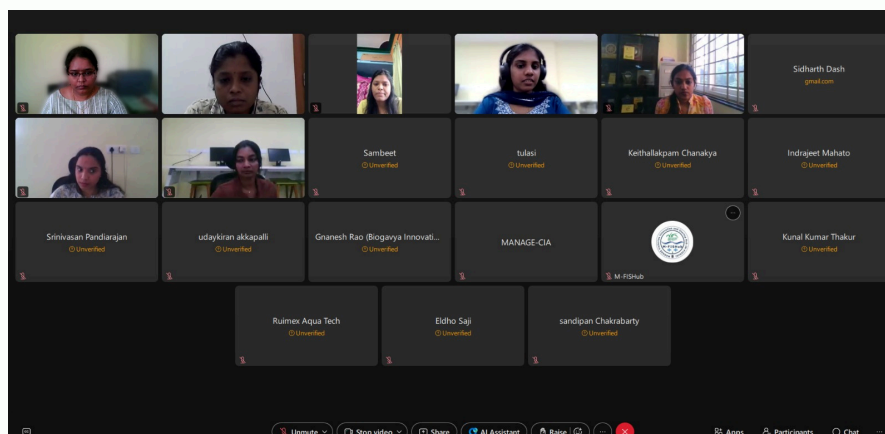 Sidharth Dash
gmail.com
Sambeet
Unverified
tulasi
Unverified
Keithallakpam Chanakya
Unverified
Indrajeet Mahato
Unverified
Srinivasan Pandiarajan
Unverified
udaykiran akkapalli
Unverified
Gnanesh Rao (Biogavya Innovati...
Unverified
MANAGE-CIA
M-FISHub
Kunal Kumar Thakur
Unverified
Ruimex Aqua Tech
Unverified
Eldho Saji
Unverified
sandipan Chakrabarty
Unverified
Unmute
Stop video
Share
AI Assistant
Raise
Apps
Participants
Chat